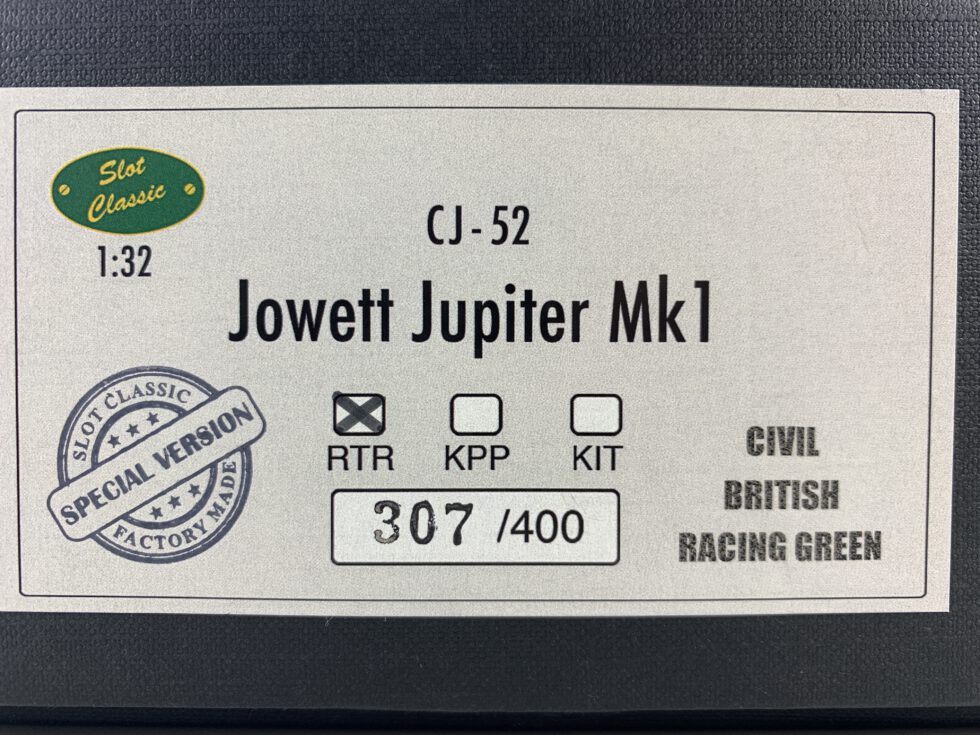 Slot
Classic
1:32
CJ-52
Jowett Jupiter Mk1
SLOT CLASSIC
SPECIAL VERSION
FACTORY MADE
RTR KPP KIT
307 /400
CIVIL
BRITISH
RACING GREEN